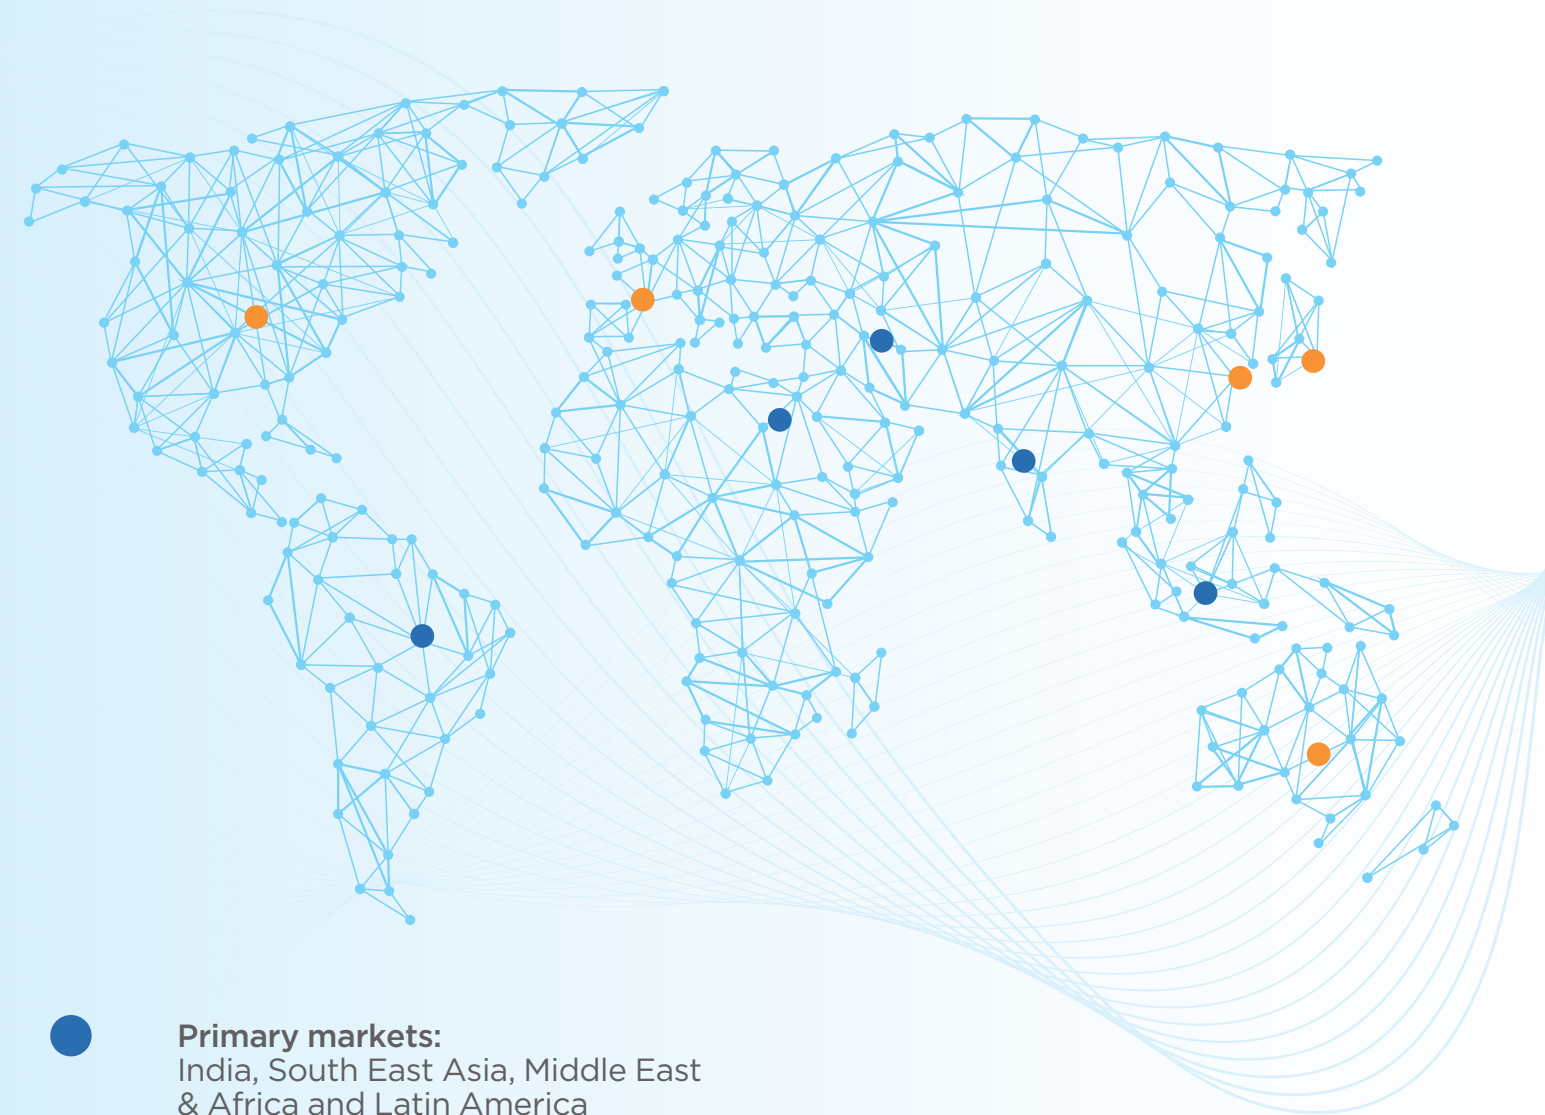 Primary markets:
India, South East Asia, Middle East
& Africa and Latin America